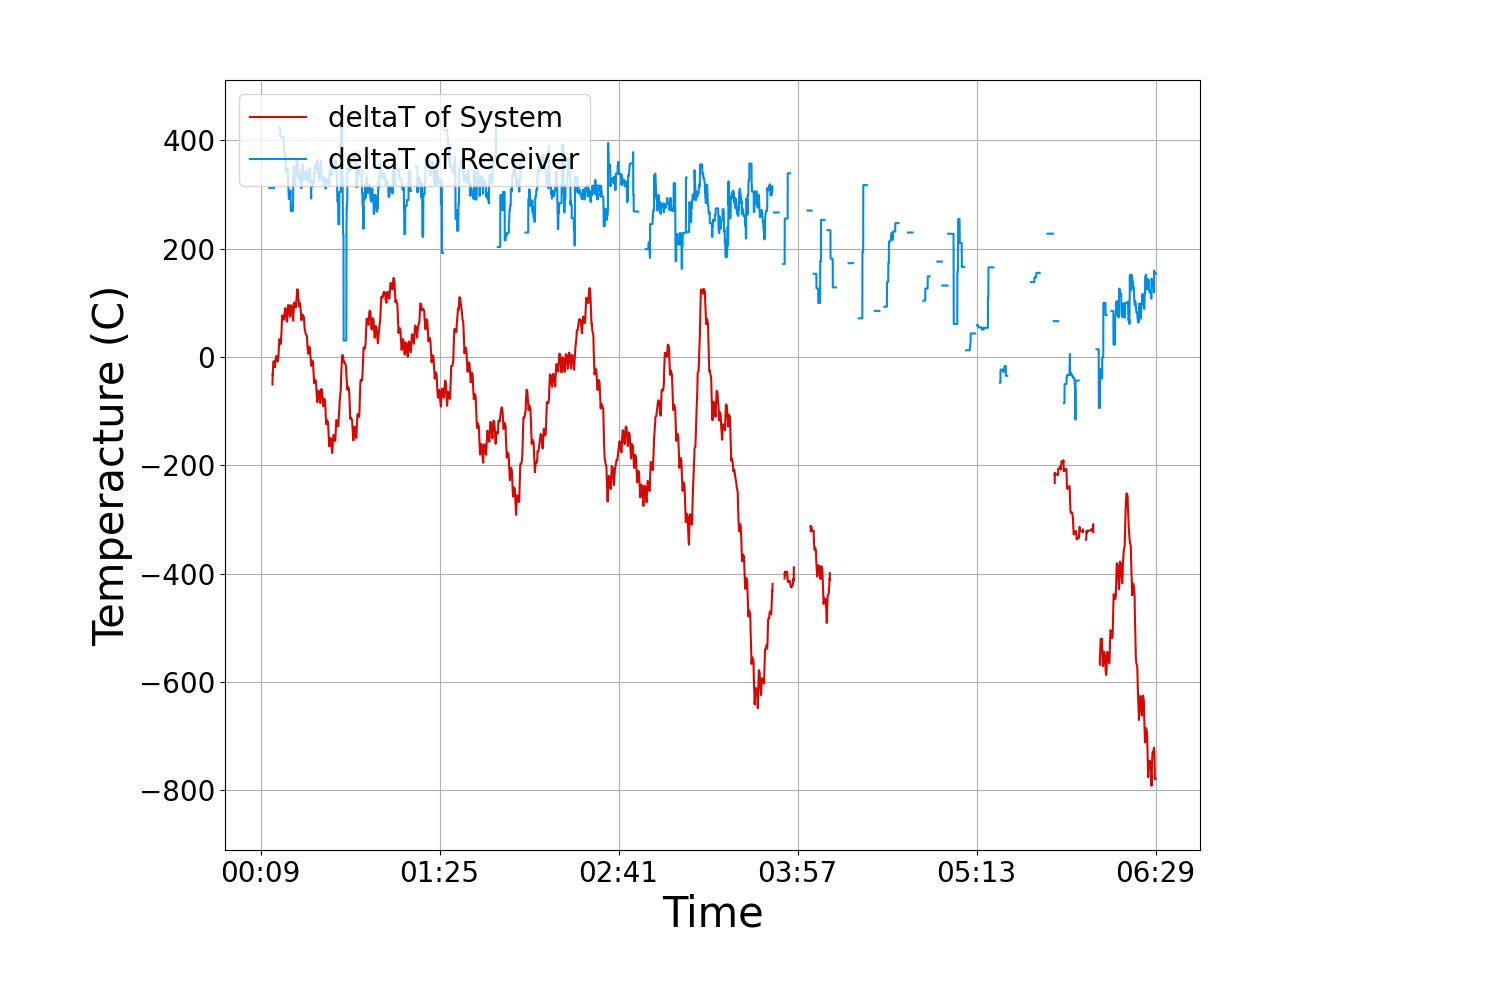 deltaT of System
deltaT of Receiver
400
200
0
−200
−400
−600
−800
Temperacture (C)
00:09 01:25 02:41 03:57 05:13 06:29
Time